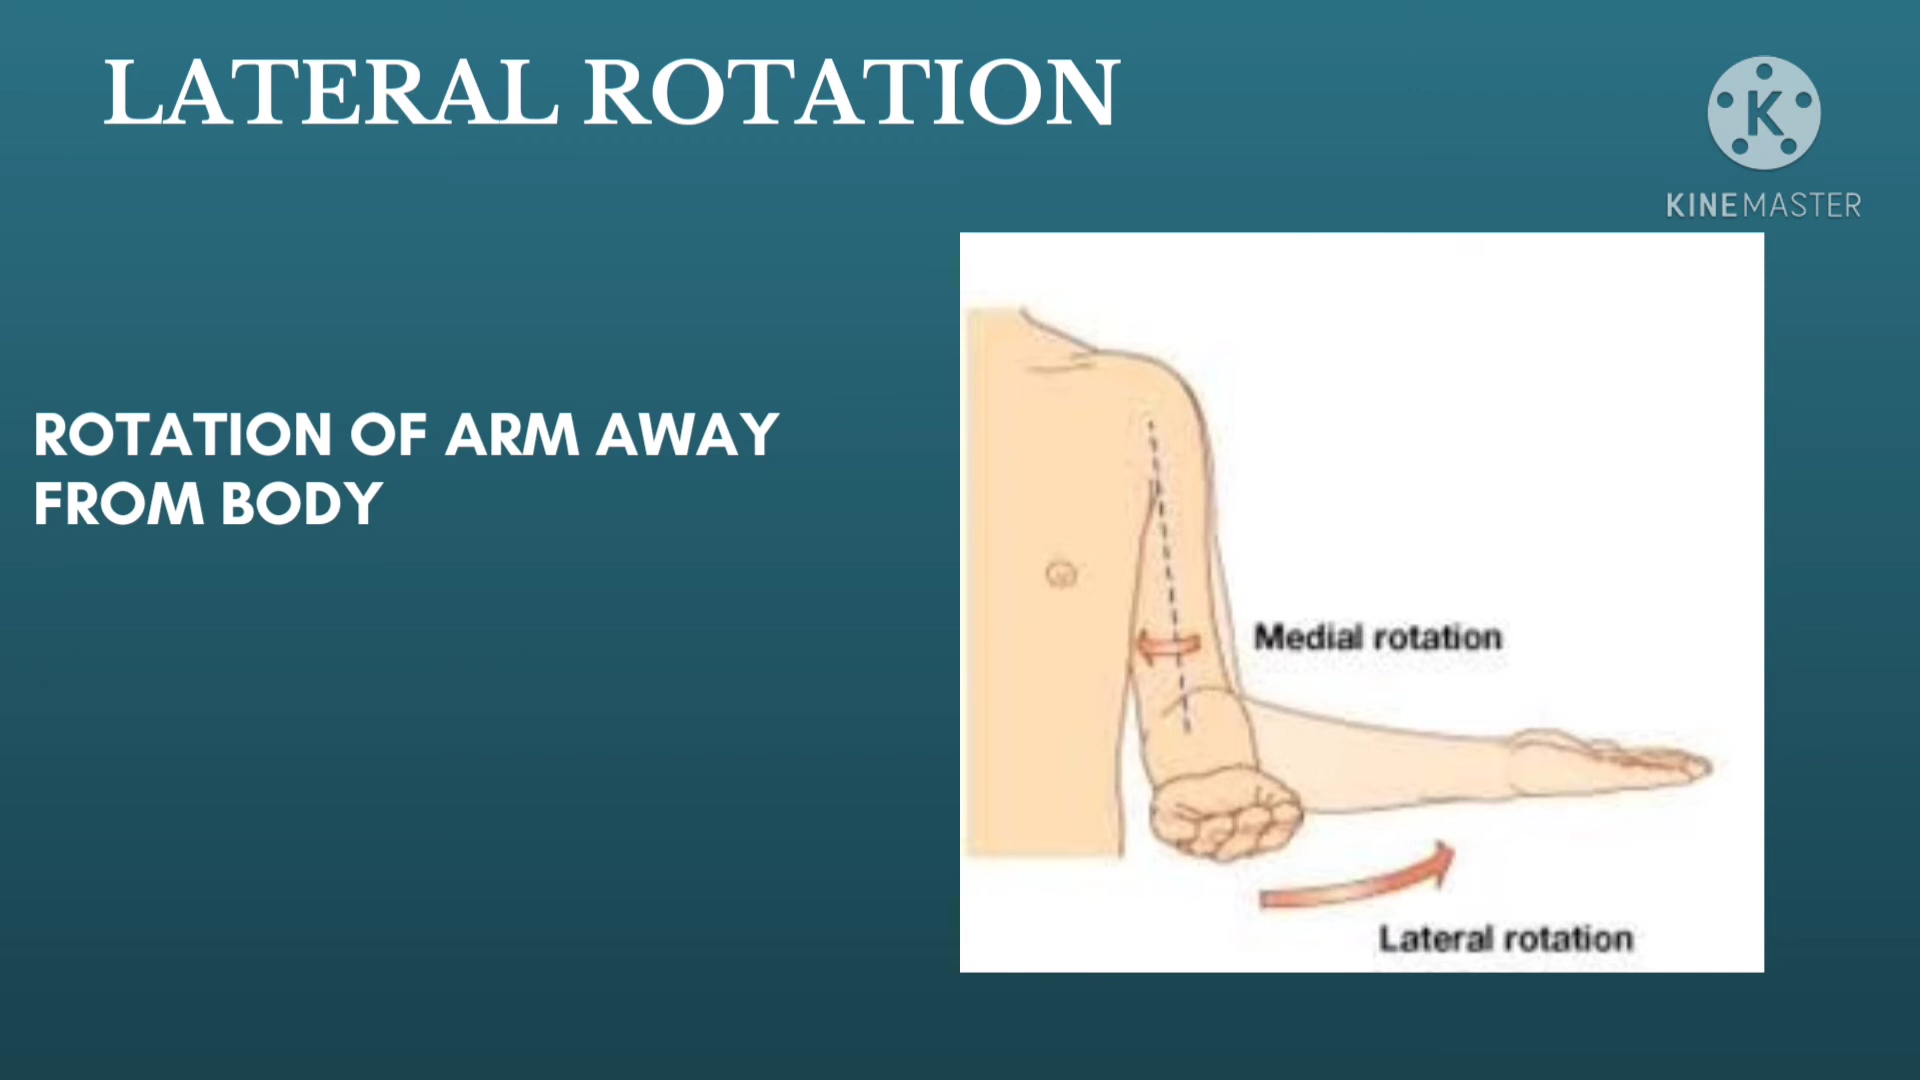 LATERAL ROTATION
K
KINEMASTER
ROTATION OF ARM AWAY
FROM BODY
Medial rotation
Lateral rotation